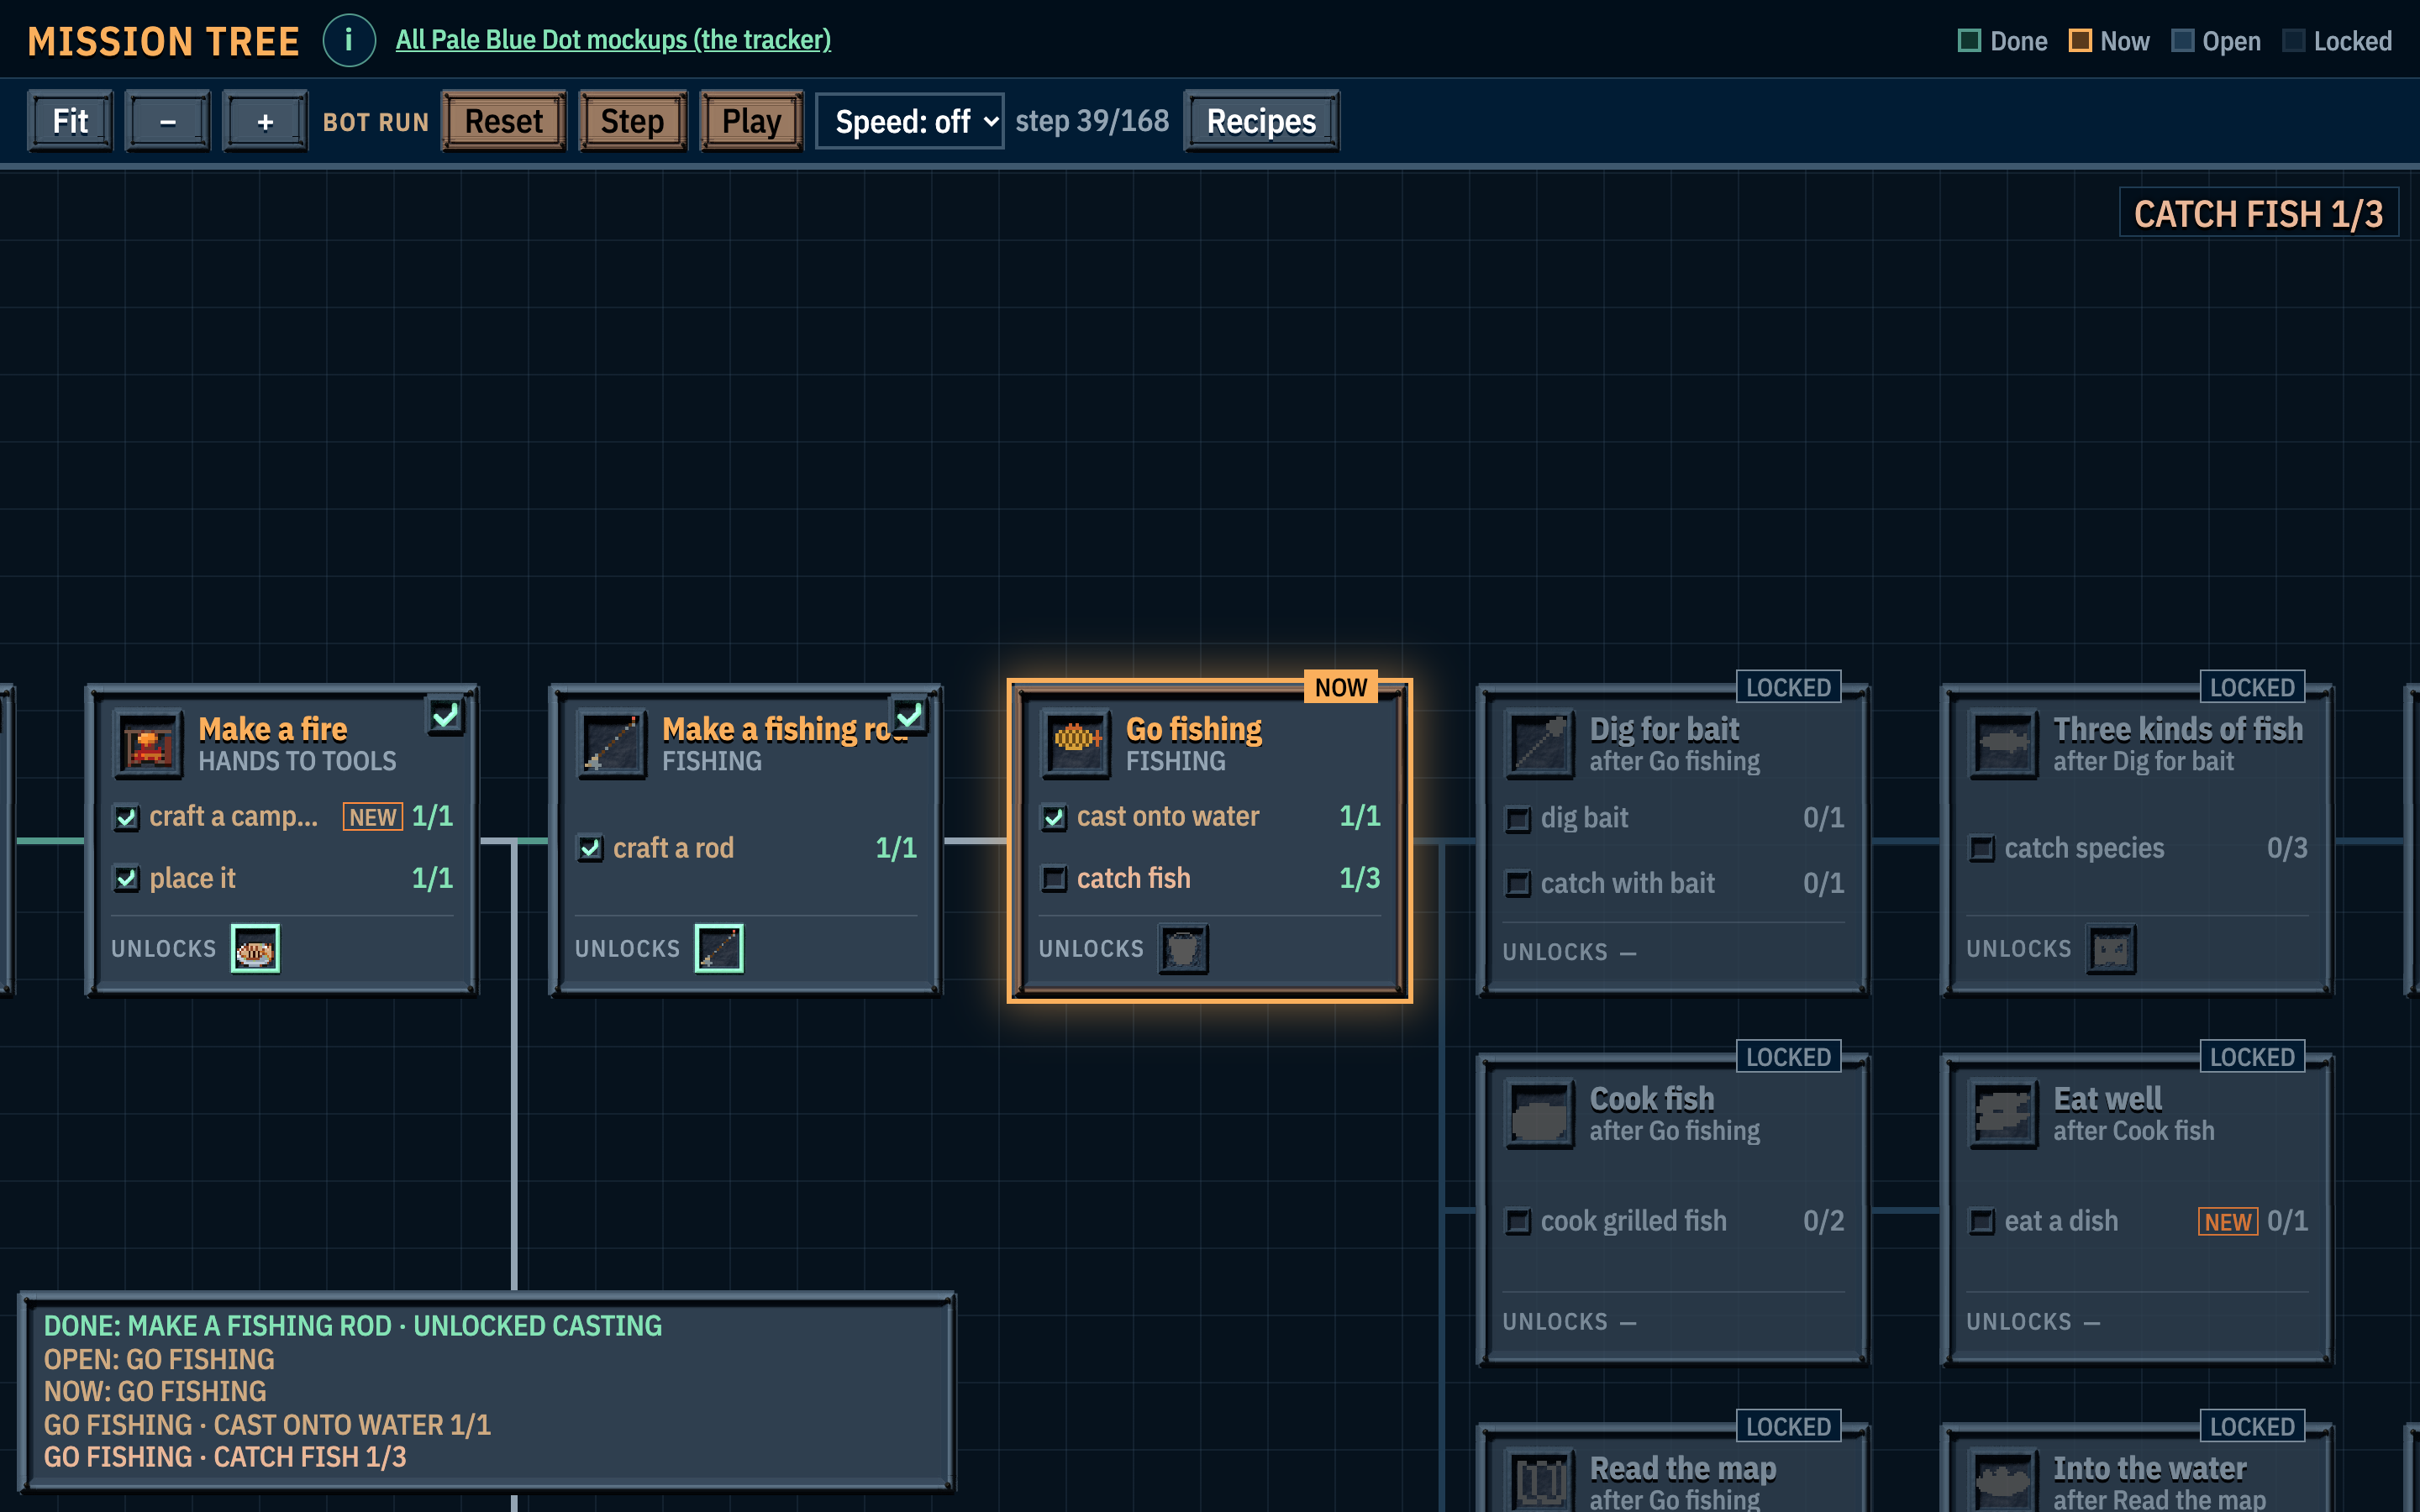 MISSION TREE i All Pale Blue Dot mockups (the tracker) Done Now Open Locked
Fit − + BOT RUN Reset Step Play Speed: off step 39/168 Recipes
CATCH FISH 1/3
Make a fire
HANDS TO TOOLS
craft a camp... NEW 1/1
place it 1/1
UNLOCKS
Make a fishing rod
FISHING
craft a rod 1/1
UNLOCKS
NOW
Go fishing
FISHING
cast onto water 1/1
catch fish 1/3
UNLOCKS
LOCKED
Dig for bait
after Go fishing
dig bait 0/1
catch with bait 0/1
UNLOCKS —
LOCKED
Three kinds of fish
after Dig for bait
catch species 0/3
UNLOCKS
LOCKED
Cook fish
after Go fishing
cook grilled fish 0/2
UNLOCKS —
LOCKED
Eat well
after Cook fish
eat a dish NEW 0/1
UNLOCKS —
LOCKED
Read the map
after Go fishing
LOCKED
Into the water
after Read the map
DONE: MAKE A FISHING ROD · UNLOCKED CASTING
OPEN: GO FISHING
NOW: GO FISHING
GO FISHING · CAST ONTO WATER 1/1
GO FISHING · CATCH FISH 1/3